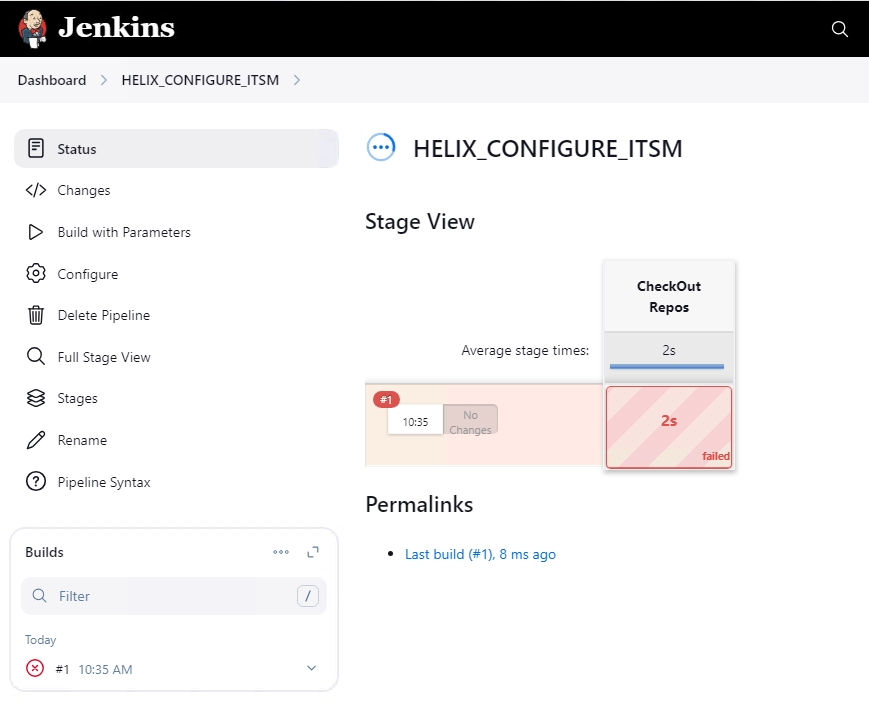 Jenkins
Dashboard
HELIX_CONFIGURE_ITSM
Status
Changes
Build with Parameters
Configure
Delete Pipeline
Full Stage View
Stages
Rename
Pipeline Syntax
Builds
Filter
/
Today
#1 10:35 AM
HELIX_CONFIGURE_ITSM
Stage View
CheckOut
Repos
Average stage times:
2s
#1
10:35
No
Changes
2s
failed
Permalinks
Last build (#1), 8 ms ago